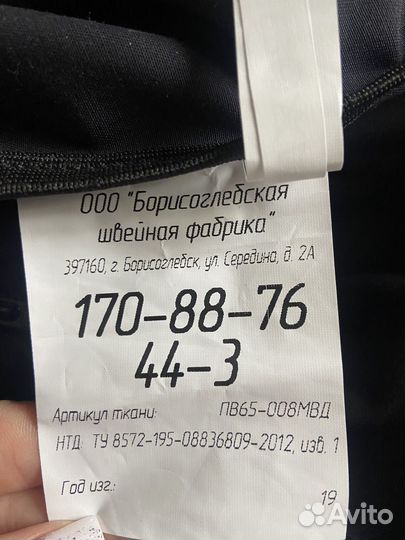 ООО "Борисоглебская
швейная фабрика"
397160, г. Борисоглебск, ул. Середина, д. 2А
170-88-76
44-3
Артикул ткани: ПВ65-008МВД
НТД: ТУ 8572-195-08836809-2012, изв. 1
Год изг.: 19
Avito